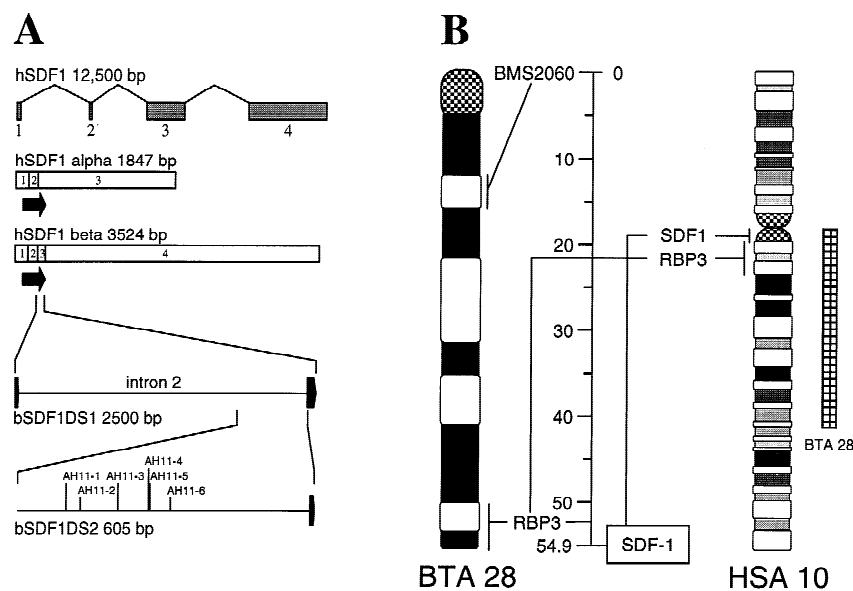 A
hSDF1 12,500 bp
1 2 3 4
hSDF1 alpha 1847 bp
1 2 3
hSDF1 beta 3524 bp
1 2 3 4
intron 2
bSDF1DS1 2500 bp
AH11-4
AH11-1 AH11-3 AH11-5
AH11-2 AH11-6
bSDF1DS2 605 bp
B
BMS2060 0
10
SDF1
20
RBP3
30
40
BTA 28
50
RBP3
54.9 SDF-1
BTA 28 HSA 10